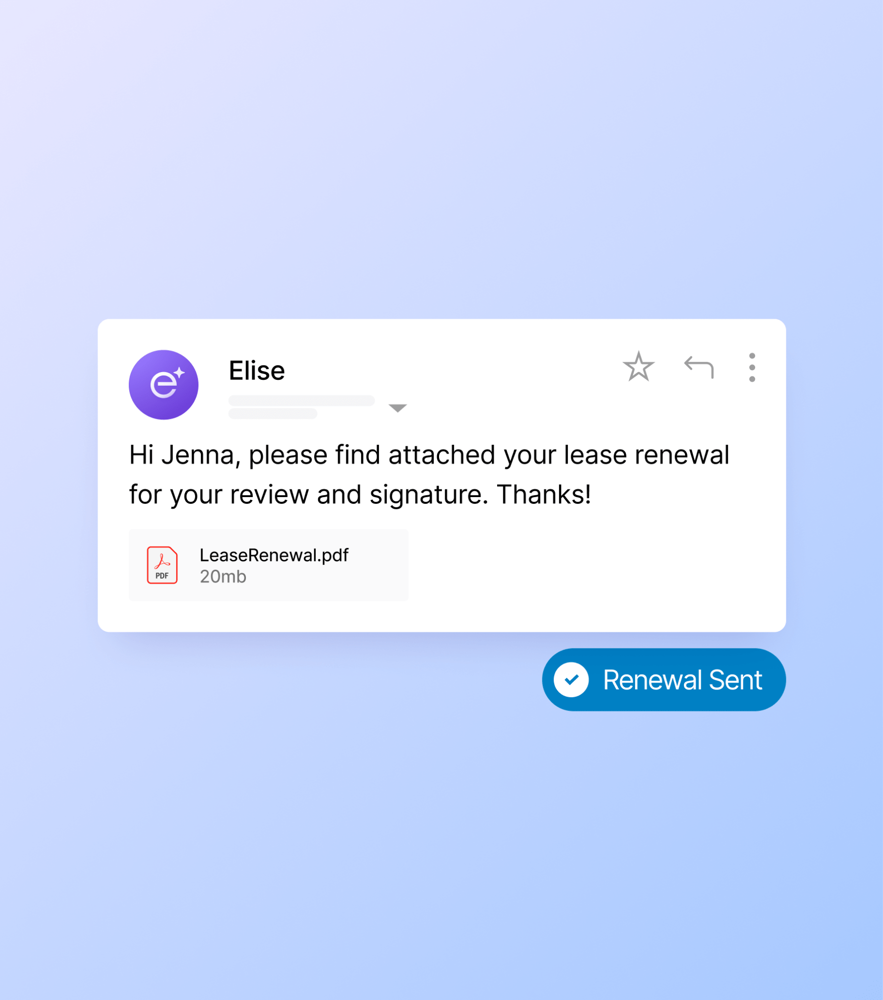 Elise
Hi Jenna, please find attached your lease renewal
for your review and signature. Thanks!
PDF
LeaseRenewal.pdf
20mb
Renewal Sent